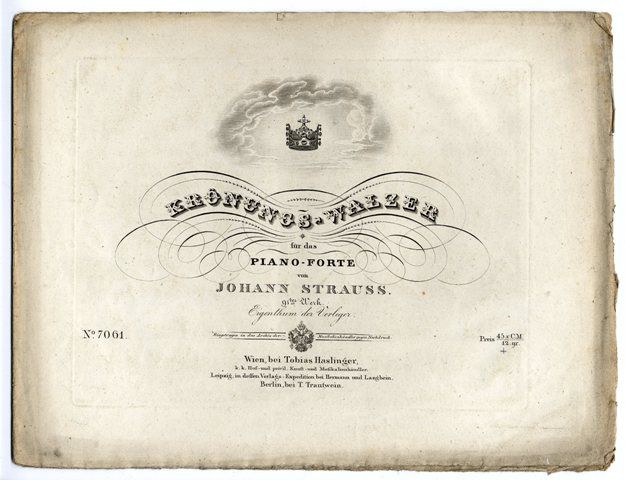 KRÖNUNGS-WALZER
für das
PIANO-FORTE
von
JOHANN STRAUSS.
91tes Werk.
Eigenthum der Verleger.
No. 7061.
Eingetragen in das Archiv der Musikalienhändler gegen Nachdruck
Preis 45 x C.M.
12 gr.
Wien, bei Tobias Haslinger,
k. k. Hof- und privil. Kunst- und Musikalienhändler.
Leipzig, in dessen Verlags-Expedition bei Hermann und Langbein.
Berlin, bei T. Trautwein.